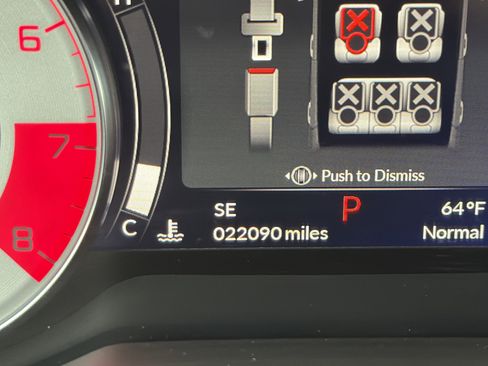 H
6
7
8
C
Push to Dismiss
SE
P
64°F
022090 miles
Normal